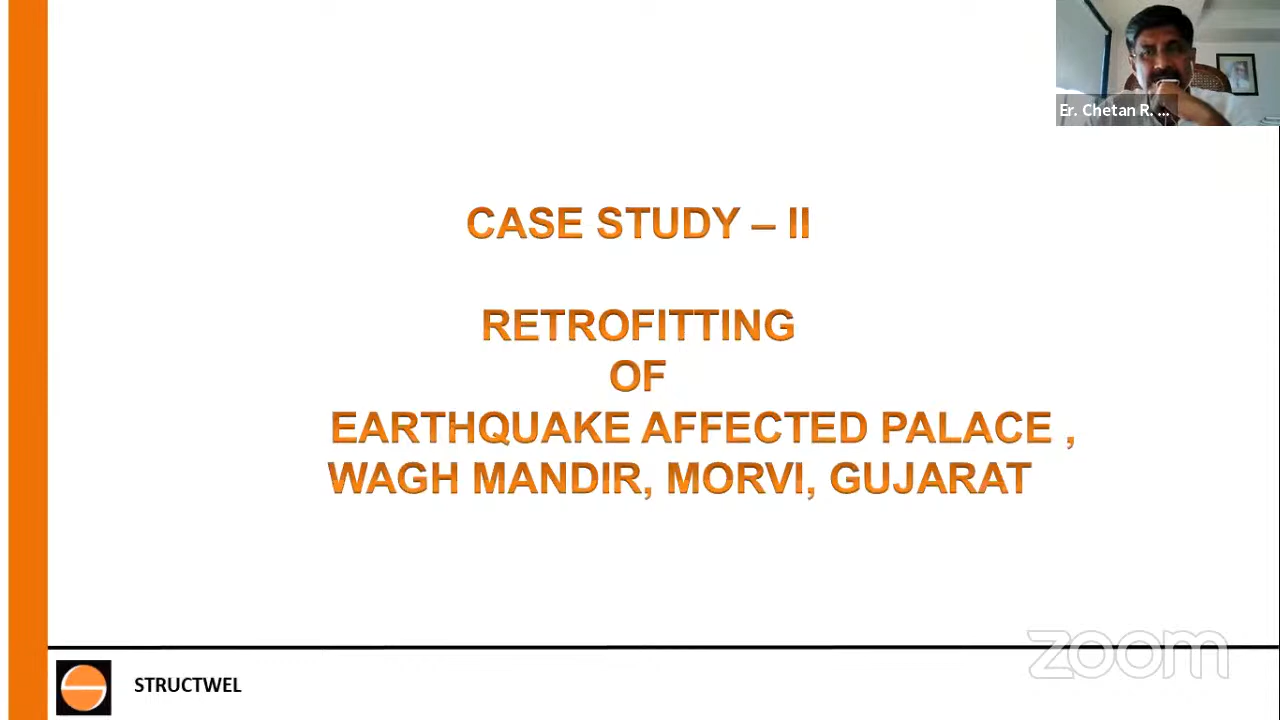 Er. Chetan R. ...
CASE STUDY – II
RETROFITTING
OF
EARTHQUAKE AFFECTED PALACE ,
WAGH MANDIR, MORVI, GUJARAT
zoom
STRUCTWEL